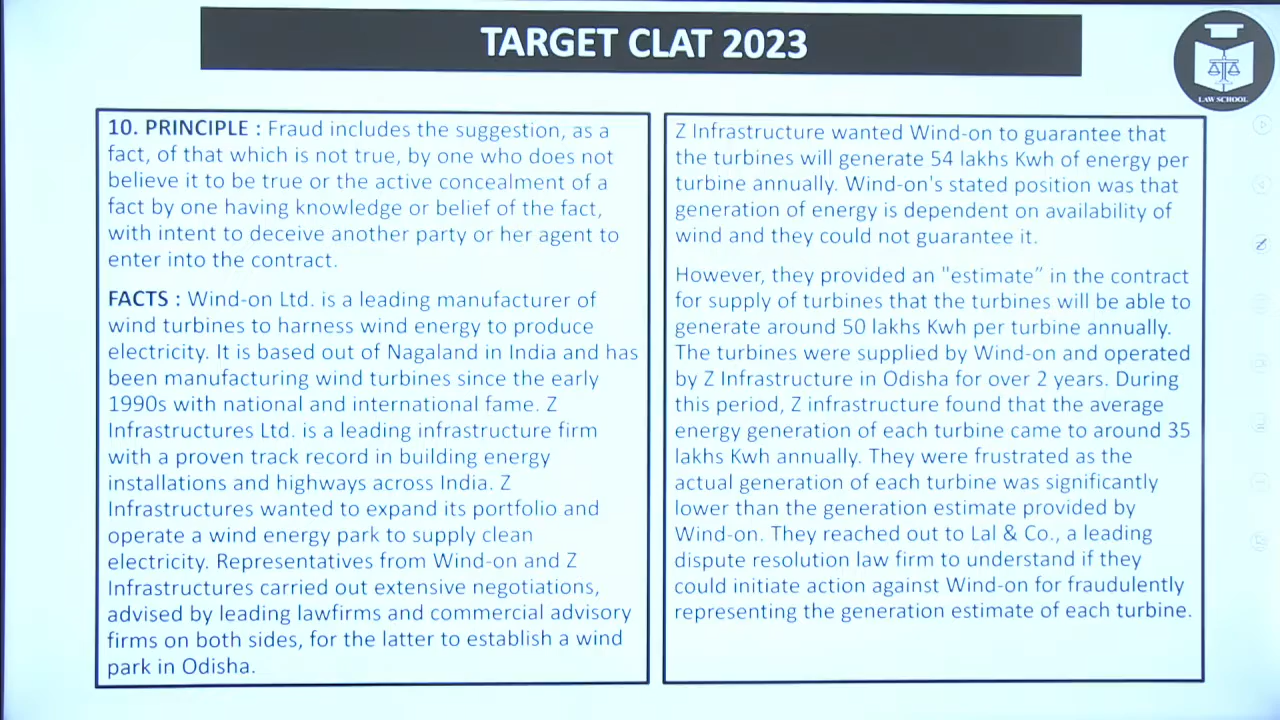 TARGET CLAT 2023
LAW SCHOOL
10. PRINCIPLE : Fraud includes the suggestion, as a
fact, of that which is not true, by one who does not
believe it to be true or the active concealment of a
fact by one having knowledge or belief of the fact,
with intent to deceive another party or her agent to
enter into the contract.
FACTS : Wind-on Ltd. is a leading manufacturer of
wind turbines to harness wind energy to produce
electricity. It is based out of Nagaland in India and has
been manufacturing wind turbines since the early
1990s with national and international fame. Z
Infrastructures Ltd. is a leading infrastructure firm
with a proven track record in building energy
installations and highways across India. Z
Infrastructures wanted to expand its portfolio and
operate a wind energy park to supply clean
electricity. Representatives from Wind-on and Z
Infrastructures carried out extensive negotiations,
advised by leading lawfirms and commercial advisory
firms on both sides, for the latter to establish a wind
park in Odisha.
Z Infrastructure wanted Wind-on to guarantee that
the turbines will generate 54 lakhs Kwh of energy per
turbine annually. Wind-on's stated position was that
generation of energy is dependent on availability of
wind and they could not guarantee it.
However, they provided an "estimate” in the contract
for supply of turbines that the turbines will be able to
generate around 50 lakhs Kwh per turbine annually.
The turbines were supplied by Wind-on and operated
by Z Infrastructure in Odisha for over 2 years. During
this period, Z infrastructure found that the average
energy generation of each turbine came to around 35
lakhs Kwh annually. They were frustrated as the
actual generation of each turbine was significantly
lower than the generation estimate provided by
Wind-on. They reached out to Lal & Co., a leading
dispute resolution law firm to understand if they
could initiate action against Wind-on for fraudulently
representing the generation estimate of each turbine.